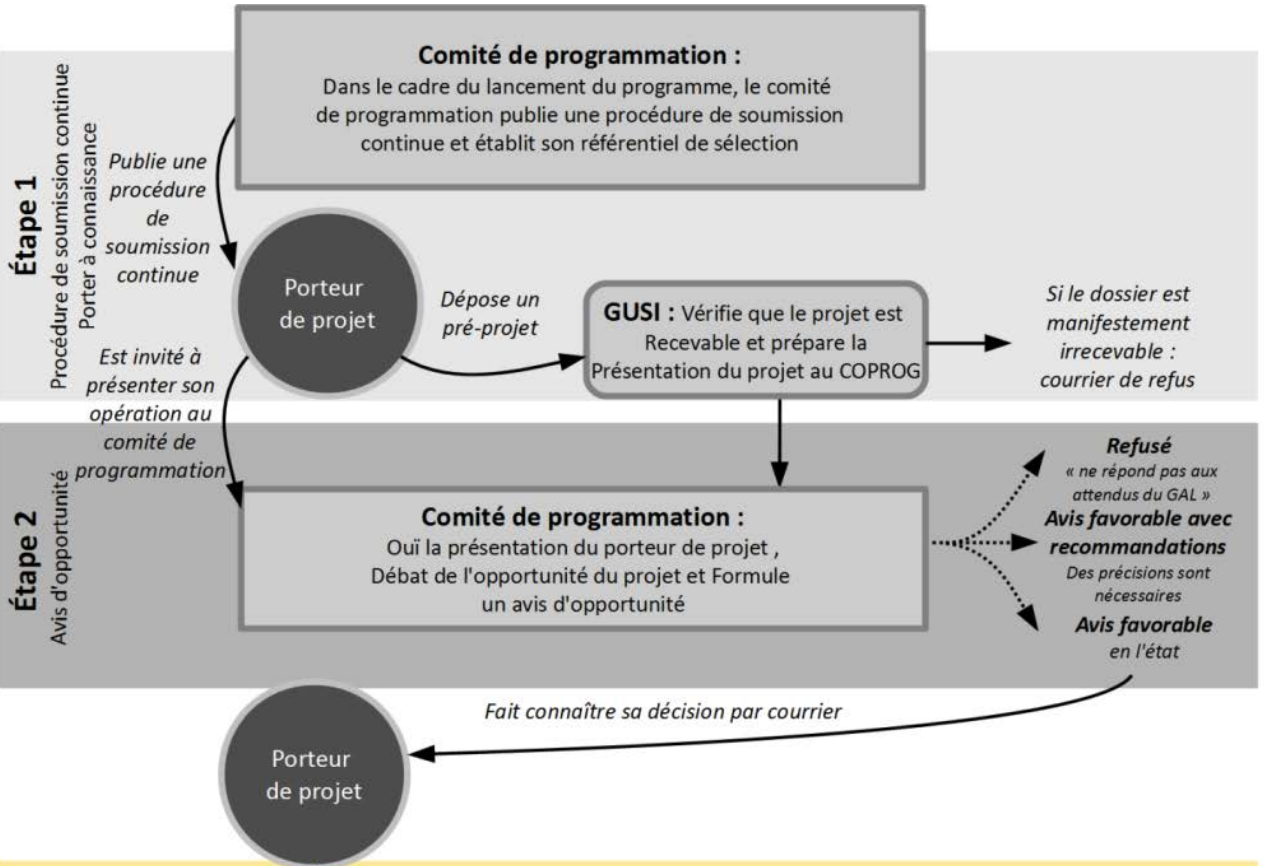 Comité de programmation :
Dans le cadre du lancement du programme, le comité
de programmation publie une procédure de soumission
continue et établit son référentiel de sélection
Étape 1
Procédure de soumission continue
Porter à connaissance
Publie une
procédure
de
soumission
continue
Porteur
de projet
Dépose un
pré-projet
GUSI : Vérifie que le projet est
Recevable et prépare la
Présentation du projet au COPROG
Si le dossier est
manifestement
irrecevable :
courrier de refus
Est invité à
présenter son
opération au
comité de
programmation
Étape 2
Avis d'opportunité
Comité de programmation :
Ouï la présentation du porteur de projet ,
Débat de l'opportunité du projet et Formule
un avis d'opportunité
Refusé
« ne répond pas aux
attendus du GAL »
Avis favorable avec
recommandations
Des précisions sont
nécessaires
Avis favorable
en l'état
Fait connaître sa décision par courrier
Porteur
de projet